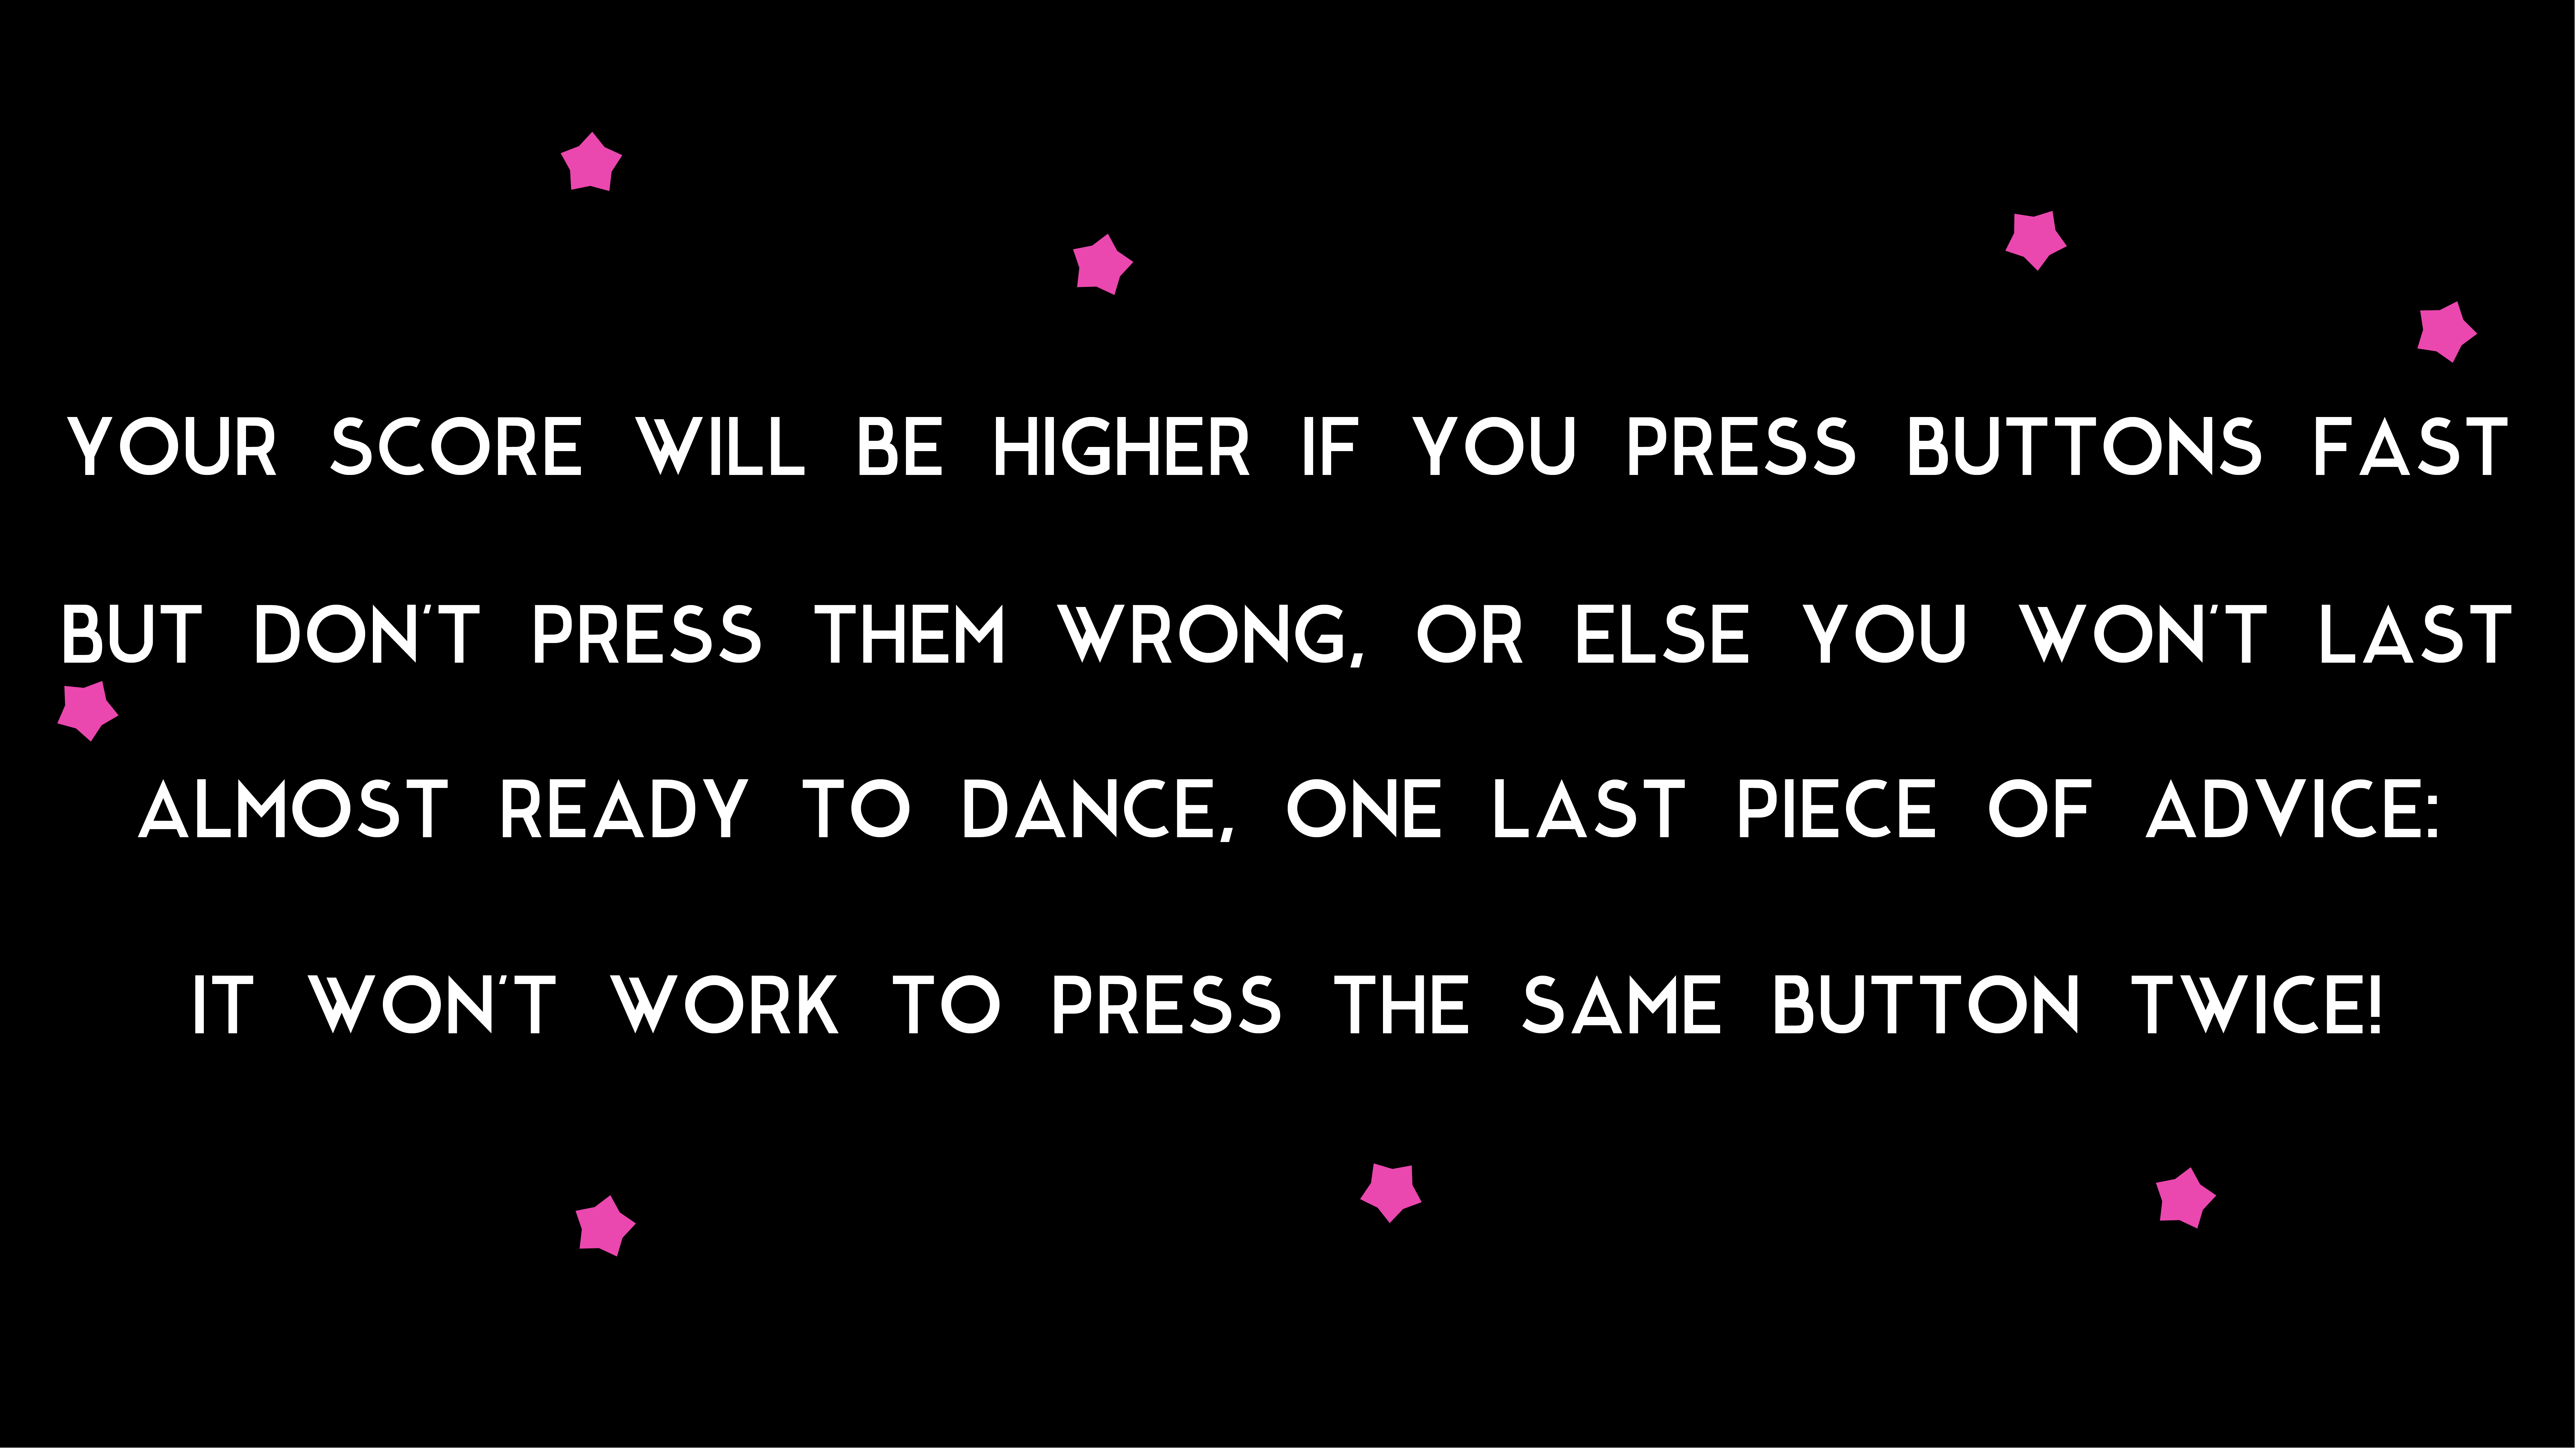 YOUR SCORE WILL BE HIGHER IF YOU PRESS BUTTONS FAST
BUT DON'T PRESS THEM WRONG, OR ELSE YOU WON'T LAST
ALMOST READY TO DANCE, ONE LAST PIECE OF ADVICE:
IT WON'T WORK TO PRESS THE SAME BUTTON TWICE!